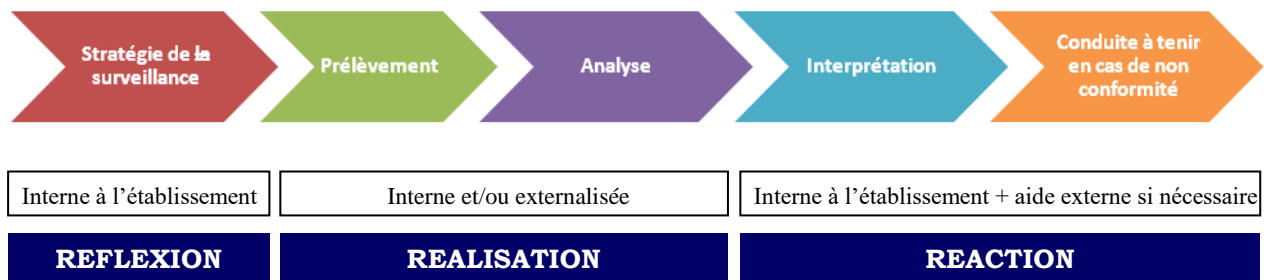 Stratégie de la
surveillance
Prélèvement
Analyse
Interprétation
Conduite à tenir
en cas de non
conformité
Interne à l'établissement
Interne et/ou externalisée
Interne à l'établissement + aide externe si nécessaire
REFLEXION
REALISATION
REACTION